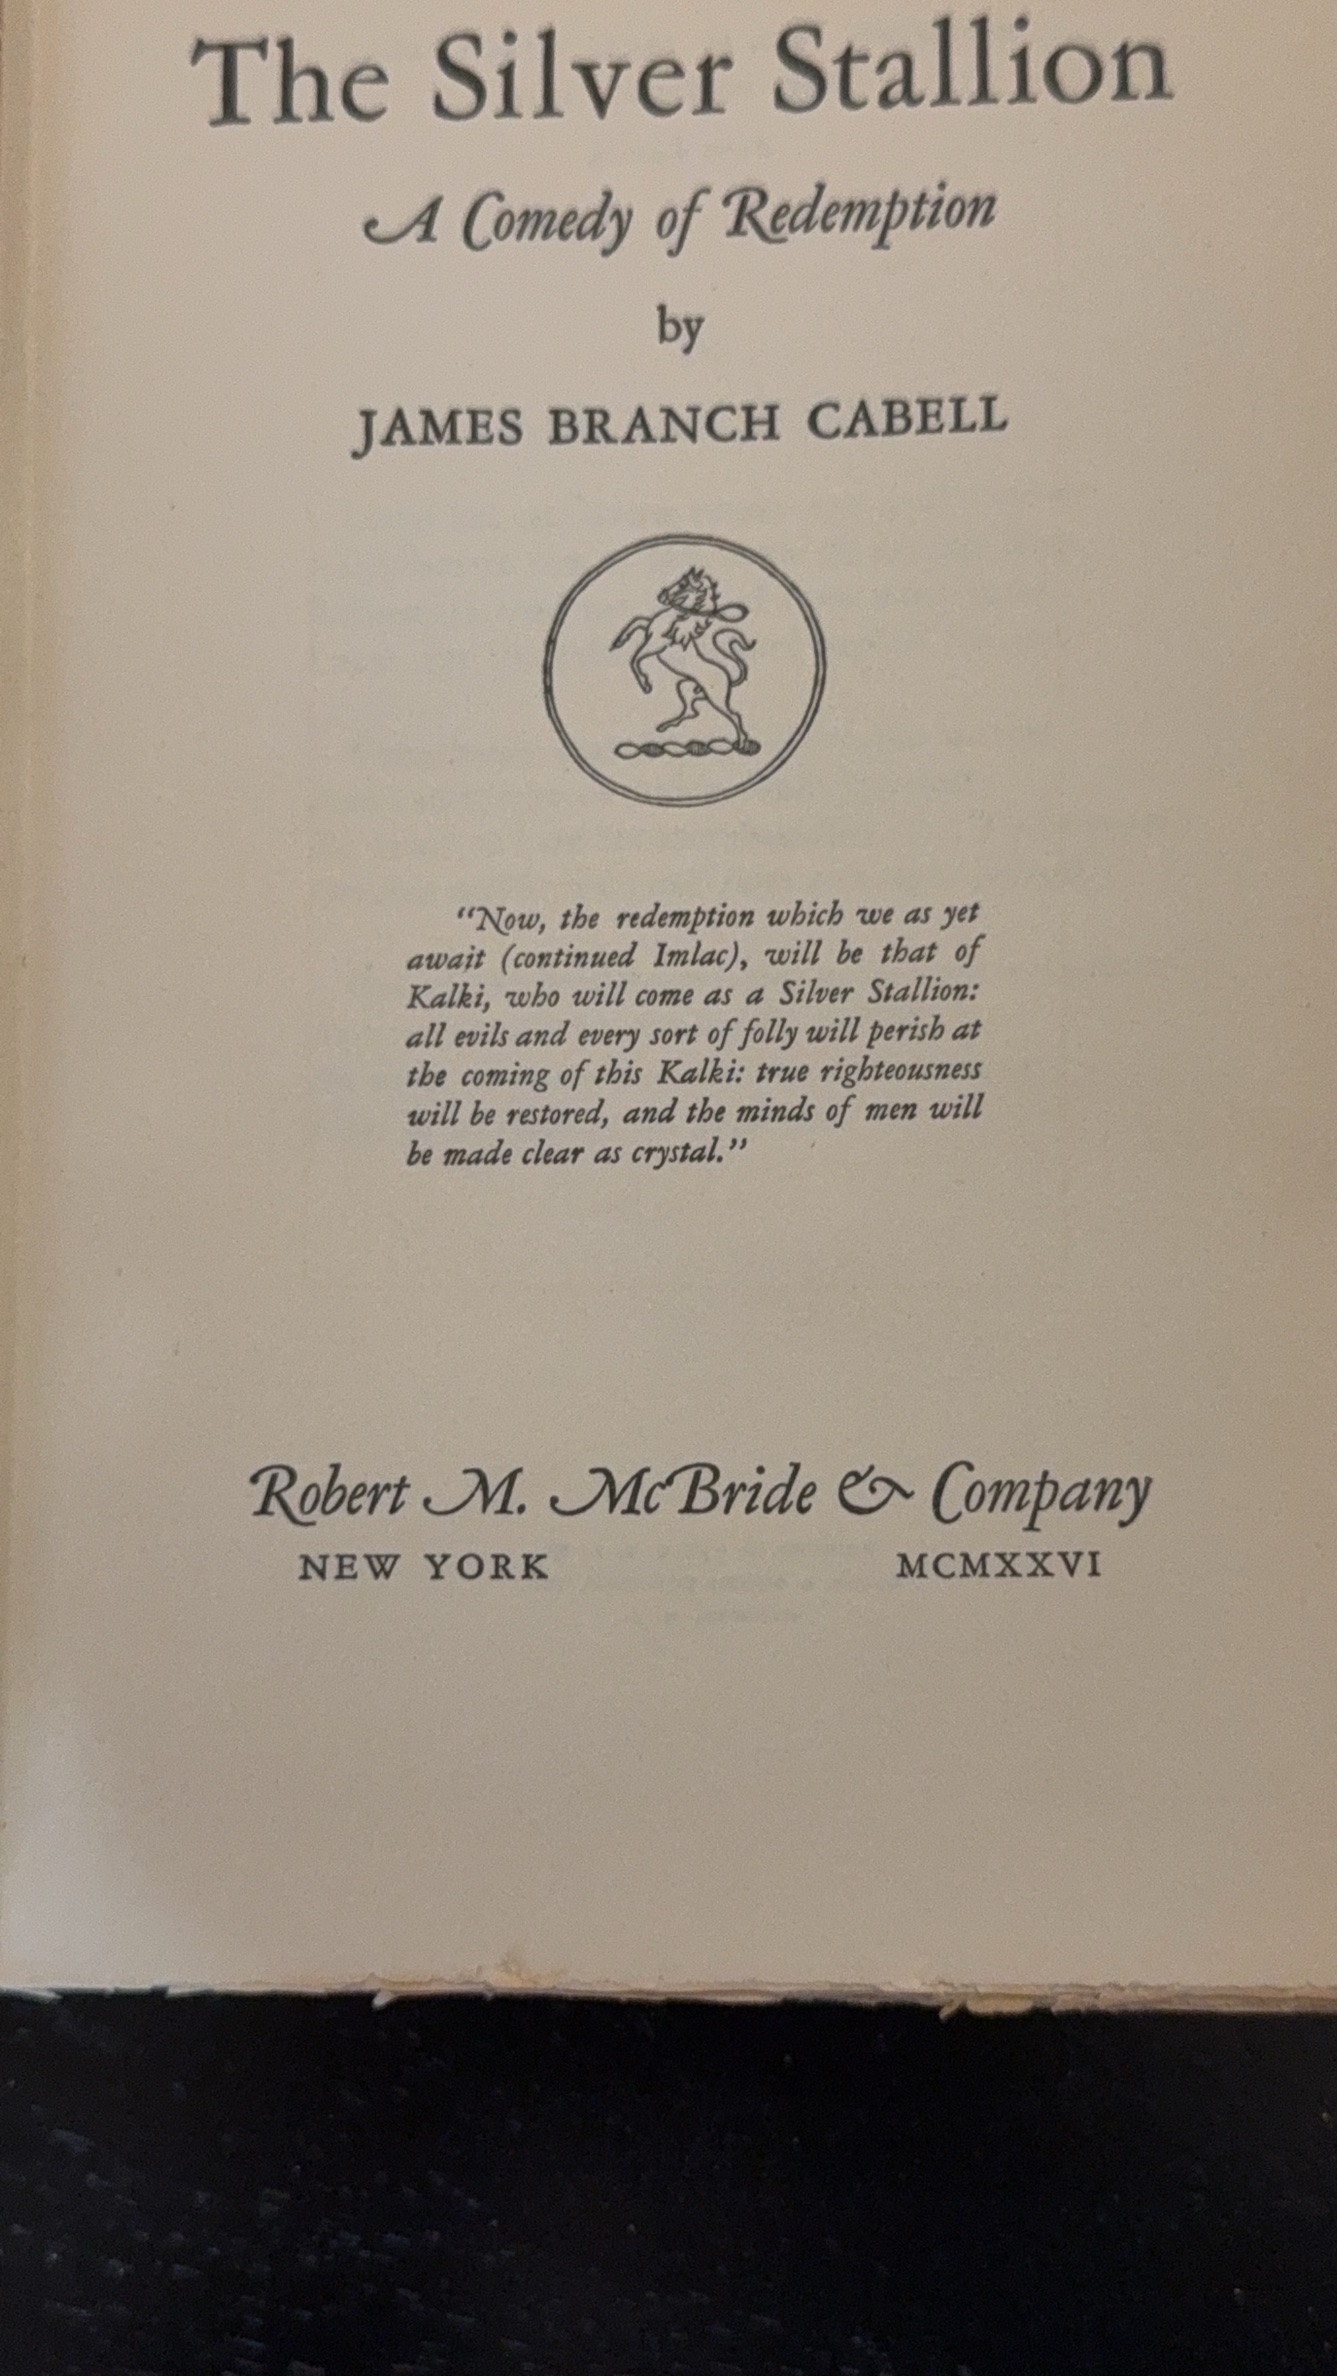 The Silver Stallion
A Comedy of Redemption
by
JAMES BRANCH CABELL
“Now, the redemption which we as yet
await (continued Imlac), will be that of
Kalki, who will come as a Silver Stallion:
all evils and every sort of folly will perish at
the coming of this Kalki: true righteousness
will be restored, and the minds of men will
be made clear as crystal.”
Robert M. McBride & Company
NEW YORK MCMXXVI